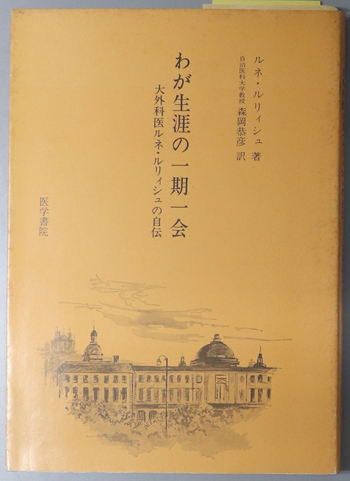 ルネ・ルリィシュ 著
自治医科大学教授 森岡恭彦 訳
わが生涯の一期一会
大外科医ルネ・ルリィシュの自伝
医学書院